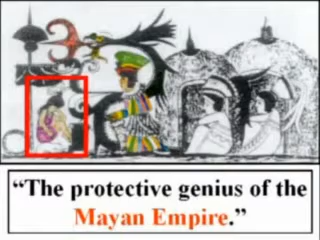 “The protective genius of the
Mayan Empire.”